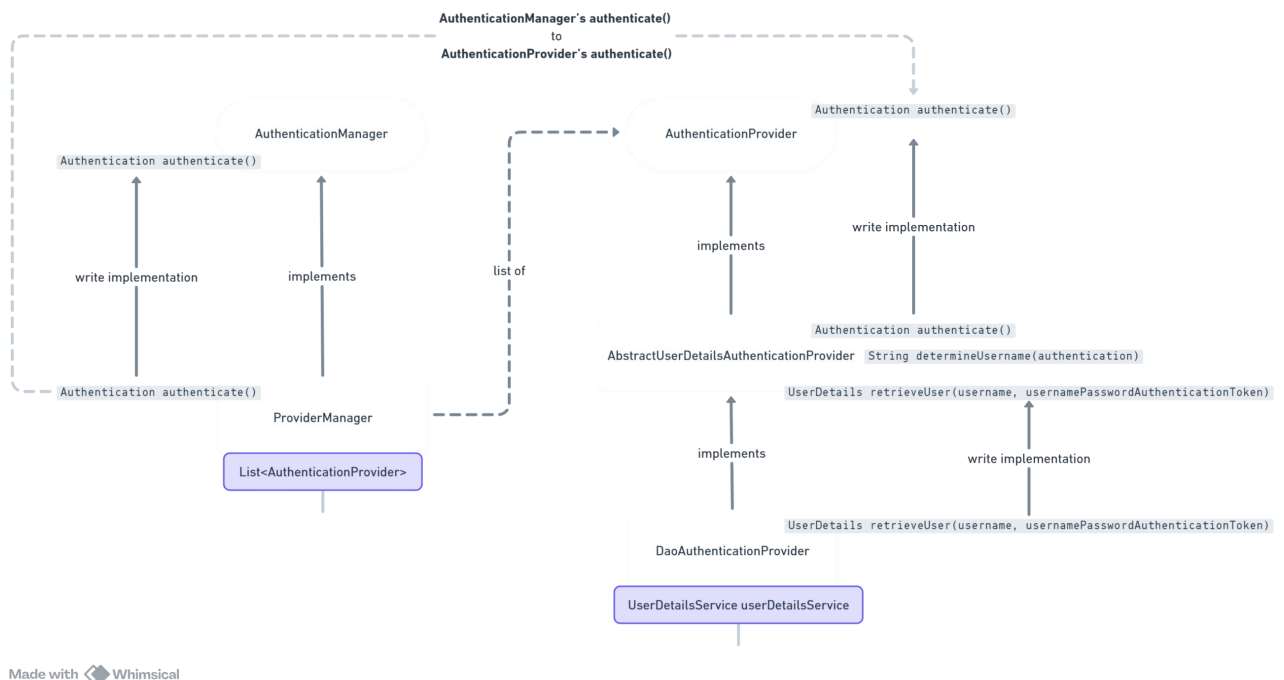 AuthenticationManager's authenticate()
to
AuthenticationProvider's authenticate()
Authentication authenticate()
AuthenticationManager
AuthenticationProvider
Authentication authenticate()
write implementation
implements
list of
implements
write implementation
Authentication authenticate()
AbstractUserDetailsAuthenticationProvider
String determineUsername(authentication)
Authentication authenticate()
UserDetails retrieveUser(username, usernamePasswordAuthenticationToken)
ProviderManager
List<AuthenticationProvider>
implements
write implementation
UserDetails retrieveUser(username, usernamePasswordAuthenticationToken)
DaoAuthenticationProvider
UserDetailsService userDetailsService
Made with Whimsical